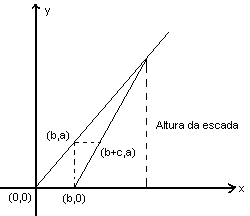 y
(b,a)
(b+c,a)
Altura da escada
x
(0,0)
(b,0)